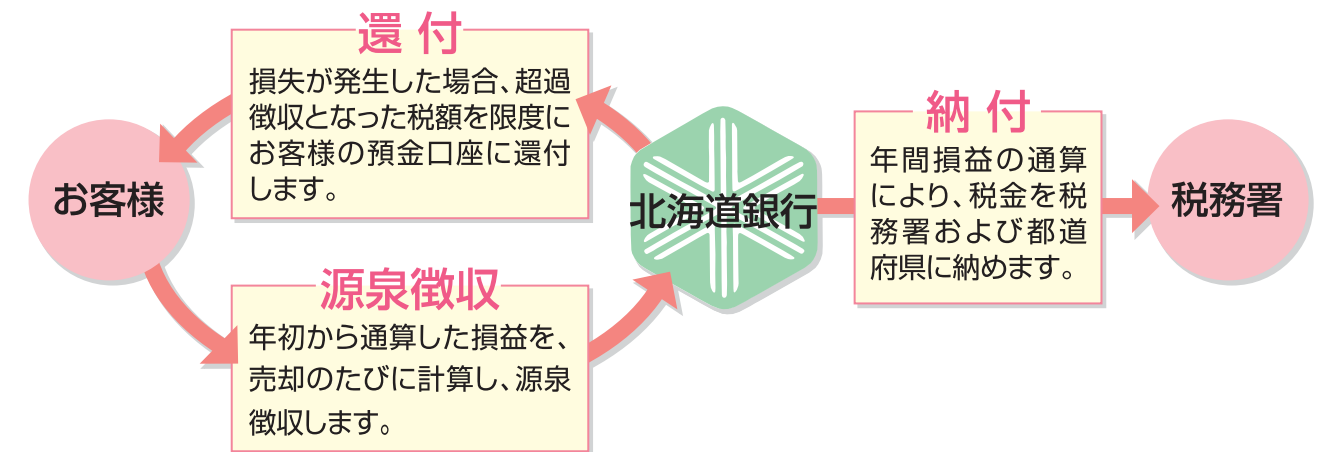 還付
損失が発生した場合、超過
徴収となった税額を限度に
お客様の預金口座に還付
します。
お客様
源泉徴収
年初から通算した損益を、
売却のたびに計算し、源泉
徴収します。
北海道銀行
納付
年間損益の通算
により、税金を税
務署および都道
府県に納めます。
税務署